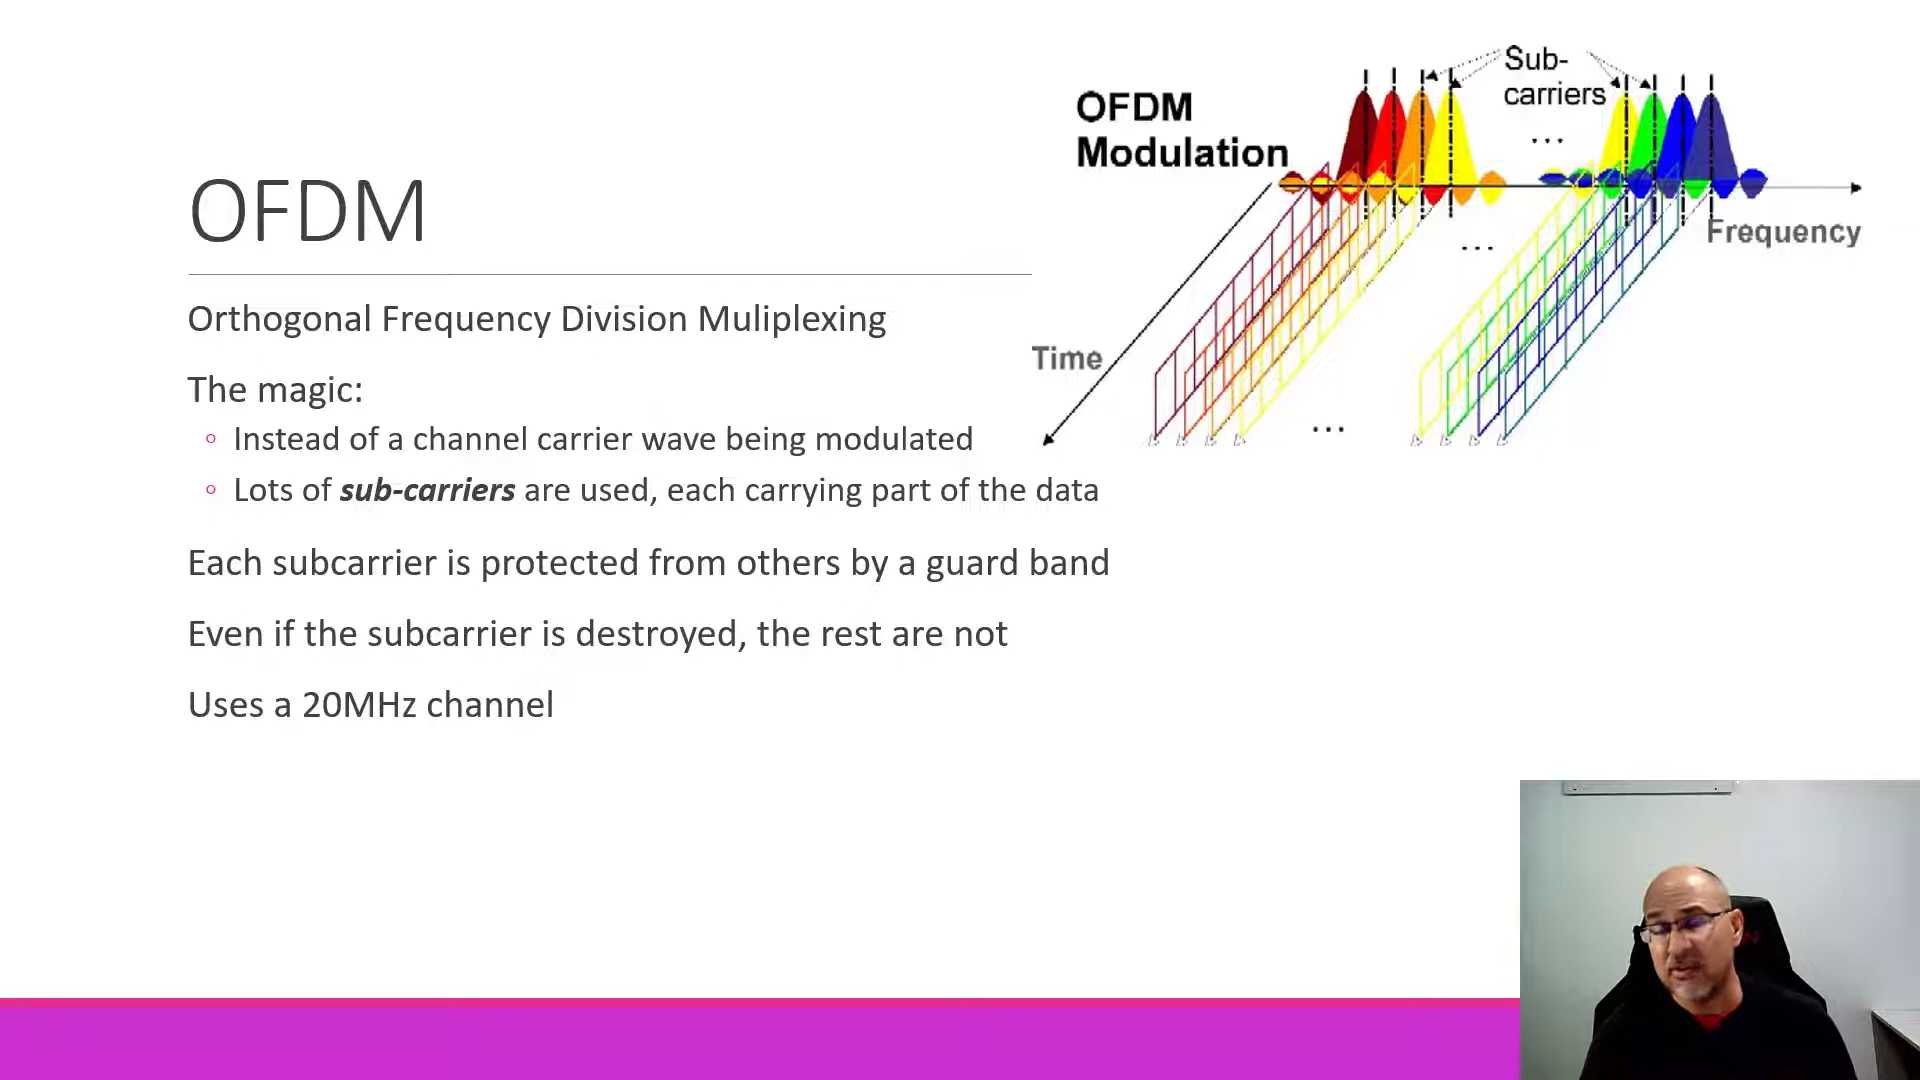 OFDM
Orthogonal Frequency Division Muliplexing
The magic:
Instead of a channel carrier wave being modulated
Lots of sub-carriers are used, each carrying part of the data
Each subcarrier is protected from others by a guard band
Even if the subcarrier is destroyed, the rest are not
Uses a 20MHz channel
OFDM
Modulation
Sub-
carriers
...
Frequency
...
Time
...